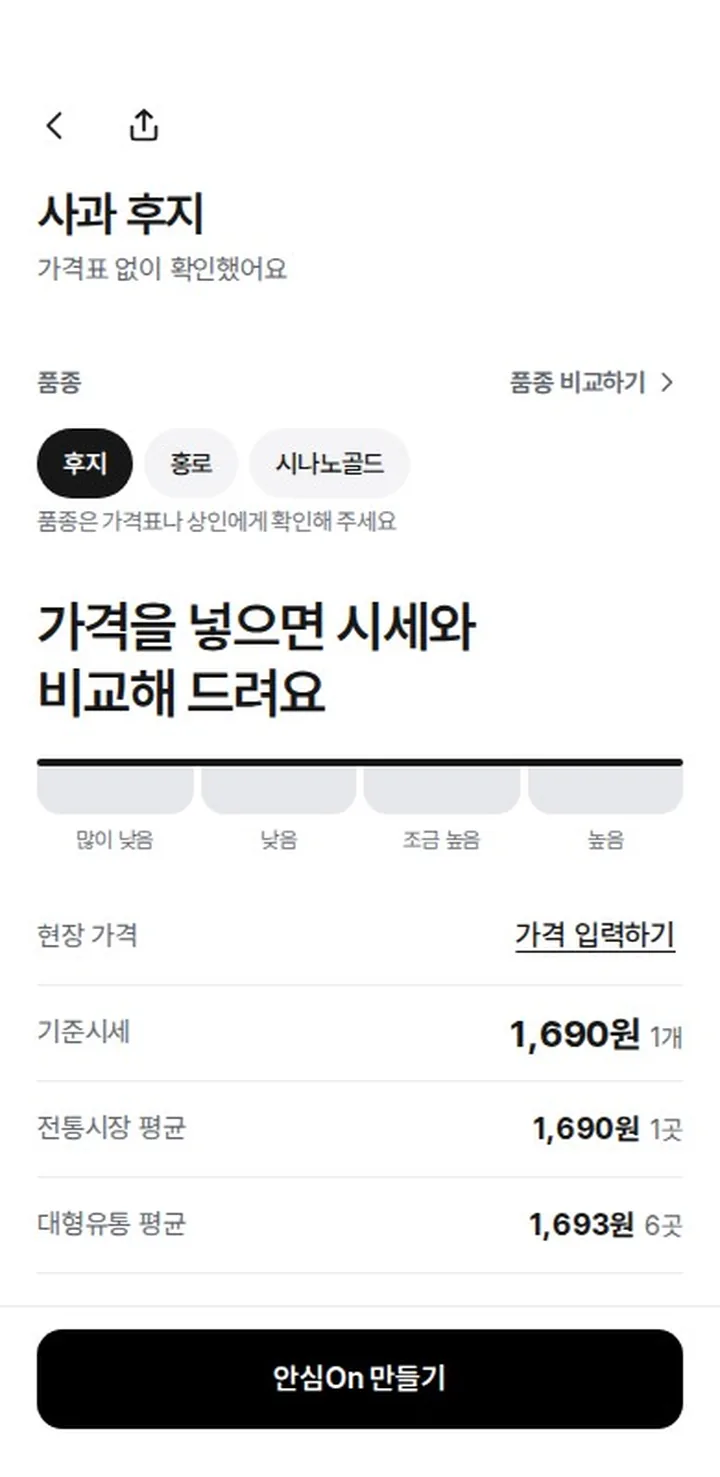 사과 후지
가격표 없이 확인했어요
품종
품종 비교하기
후지 홍로 시나노골드
품종은 가격표나 상인에게 확인해 주세요
가격을 넣으면 시세와
비교해 드려요
많이 낮음 낮음 조금 높음 높음
현장 가격 가격 입력하기
기준시세 1,690원 1개
전통시장 평균 1,690원 1곳
대형유통 평균 1,693원 6곳
안심On 만들기